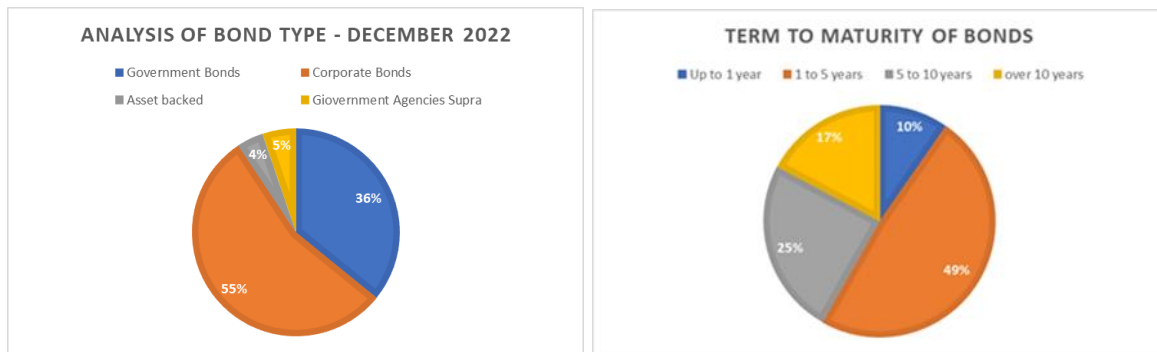 ANALYSIS OF BOND TYPE - DECEMBER 2022
Government Bonds Corporate Bonds
Asset backed Giovernment Agencies Supra
5%
4%
36%
55%
TERM TO MATURITY OF BONDS
Up to 1 year 1 to 5 years 5 to 10 years over 10 years
10%
17%
25%
49%